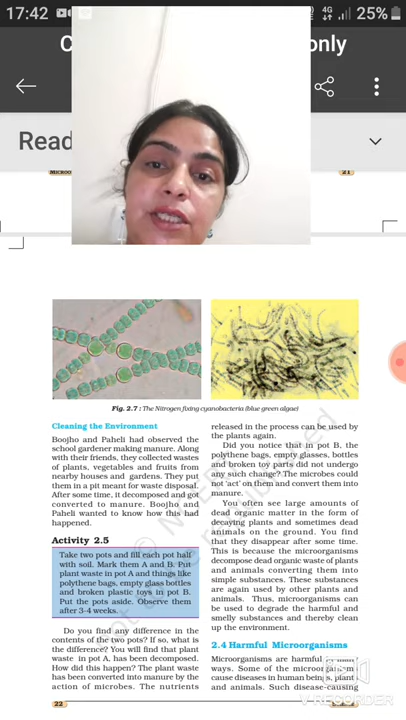 17:42
4G
25%
C
only
Read
21
Fig. 2.7 : The Nitrogen fixing cyanobacteria (blue green algae)
Cleaning the Environment
Boojho and Paheli had observed the
school gardener making manure. Along
with their friends, they collected wastes
of plants, vegetables and fruits from
nearby houses and gardens. They put
them in a pit meant for waste disposal.
After some time, it decomposed and got
converted to manure. Boojho and
Paheli wanted to know how this had
happened.
Activity 2.5
Take two pots and fill each pot half
with soil. Mark them A and B. Put
plant waste in pot A and things like
polythene bags, empty glass bottles
and broken plastic toys in pot B.
Put the pots aside. Observe them
after 3-4 weeks.
Do you find any difference in the
contents of the two pots? If so, what is
the difference? You will find that plant
waste in pot A, has been decomposed.
How did this happen? The plant waste
has been converted into manure by the
action of microbes. The nutrients
22
released in the process can be used by
the plants again.
Did you notice that in pot B, the
polythene bags, empty glasses, bottles
and broken toy parts did not undergo
any such change? The microbes could
not 'act' on them and convert them into
manure.
You often see large amounts of
dead organic matter in the form of
decaying plants and sometimes dead
animals on the ground. You find
that they disappear after some time.
This is because the microorganisms
decompose dead organic waste of plants
and animals converting them into
simple substances. These substances
are again used by other plants and
animals. Thus, microorganisms can
be used to degrade the harmful and
smelly substances and thereby clean
up the environment.
2.4 Harmful Microorganisms
Microorganisms are harmful in many
ways. Some of the microorganism
cause diseases in human beings, plant
and animals. Such disease-causing
VIVAVIDEO